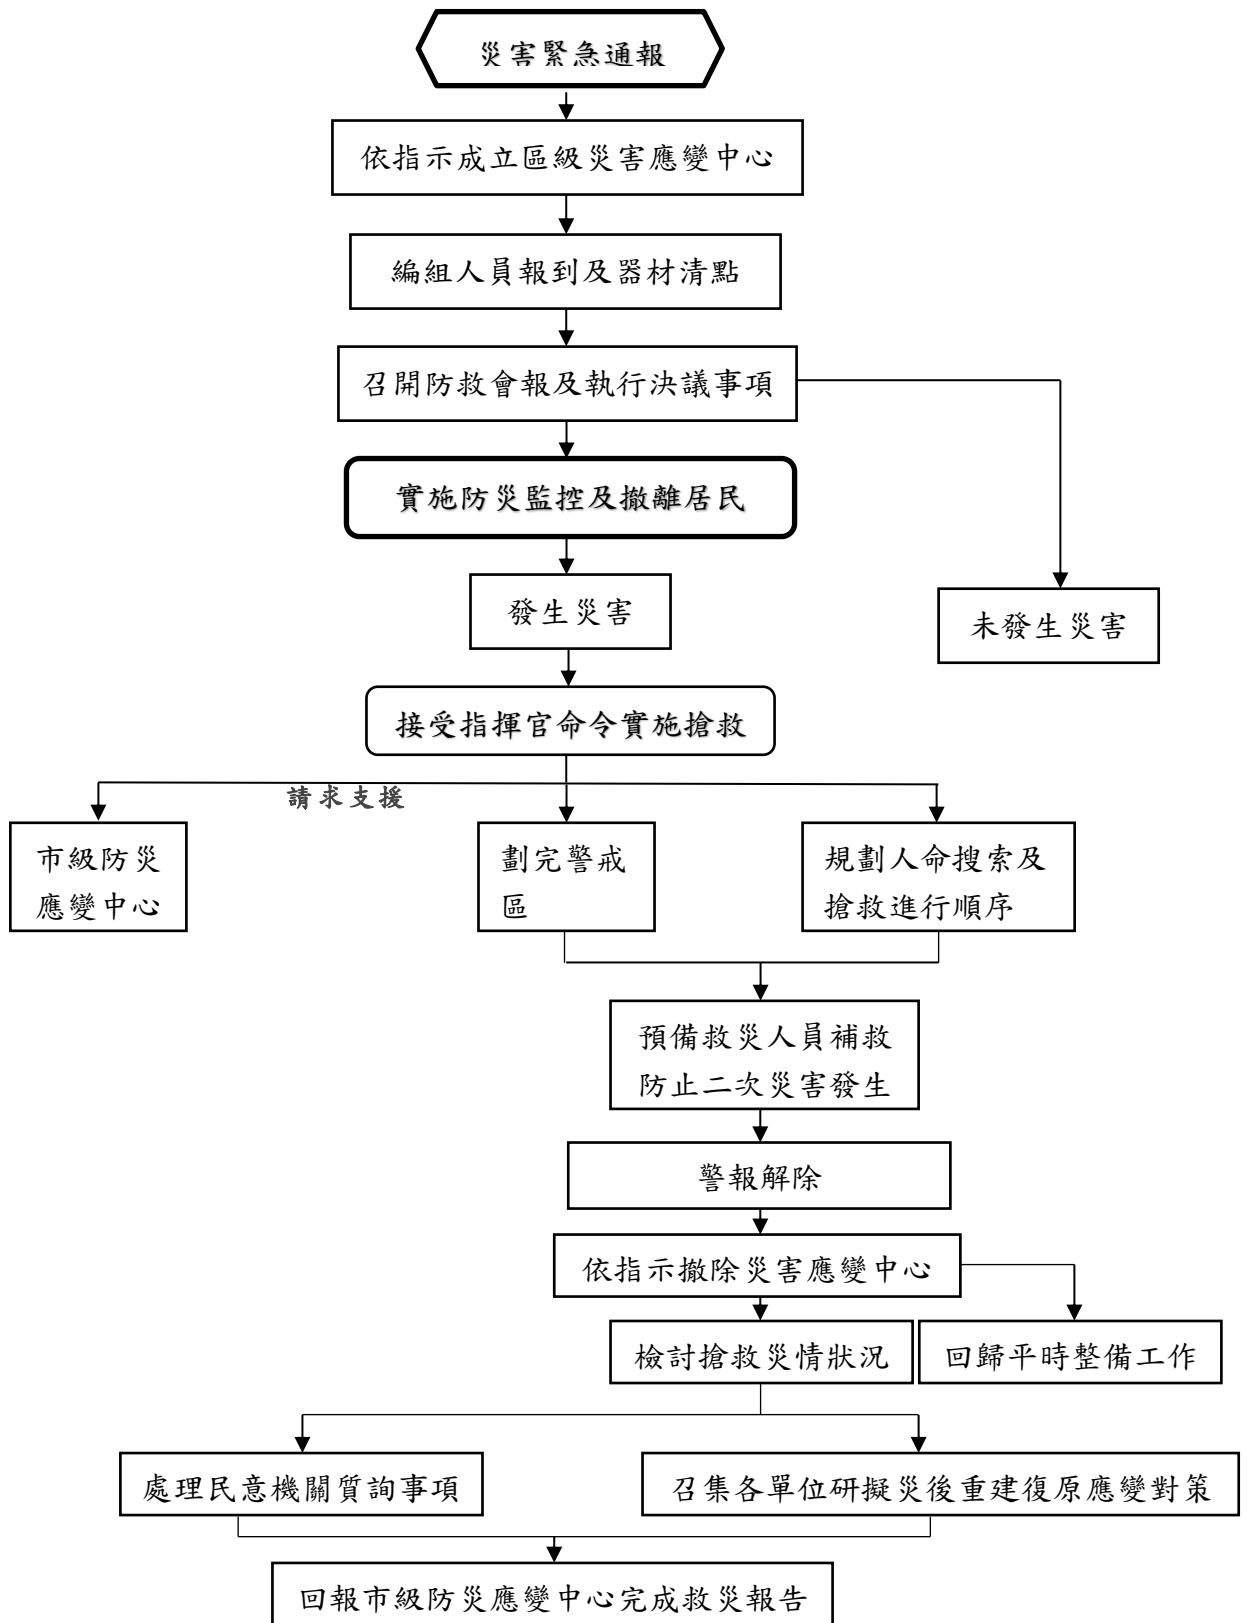 災害緊急通報
依指示成立區級災害應變中心
編組人員報到及器材清點
召開防救會報及執行決議事項
實施防災監控及撤離居民
發生災害
未發生災害
接受指揮官命令實施搶救
請求支援
市級防災
應變中心
劃完警戒
區
規劃人命搜索及
搶救進行順序
預備救災人員補救
防止二次災害發生
警報解除
依指示撤除災害應變中心
檢討搶救災情狀況
回歸平時整備工作
處理民意機關質詢事項
召集各單位研擬災後重建復原應變對策
回報市級防災應變中心完成救災報告